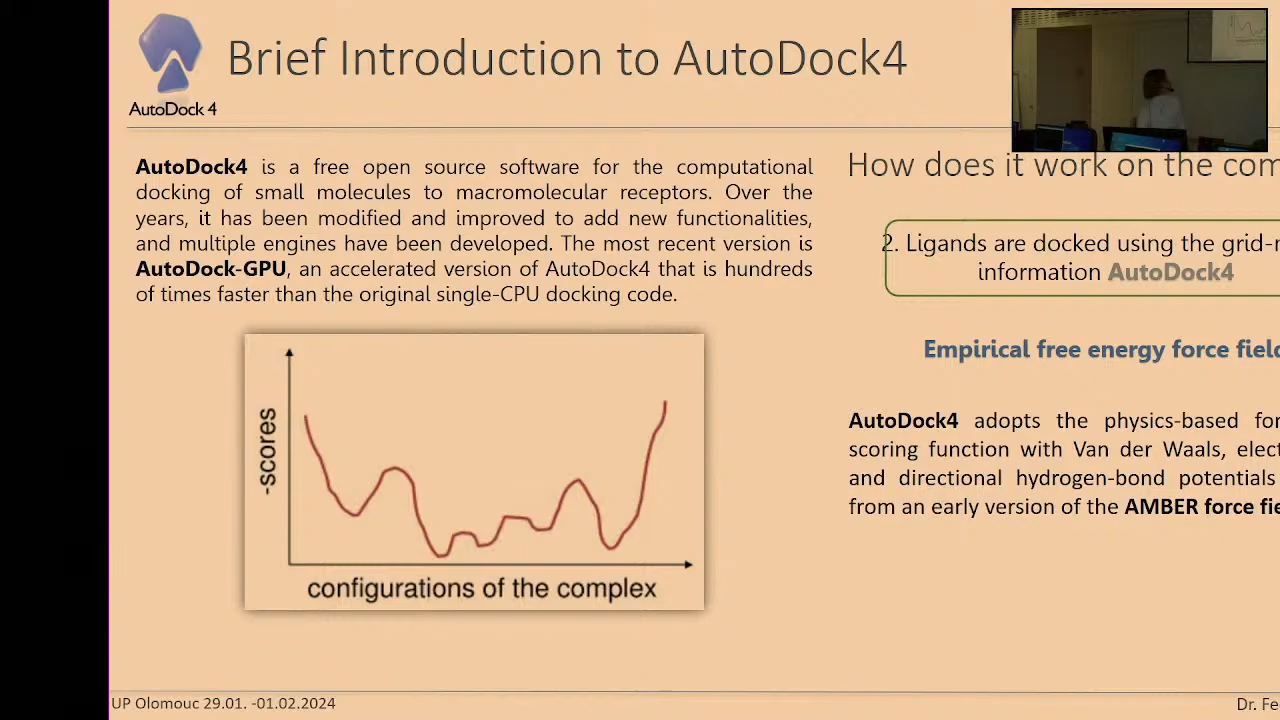 Brief Introduction to AutoDock4
AutoDock 4
AutoDock4 is a free open source software for the computational
docking of small molecules to macromolecular receptors. Over the
years, it has been modified and improved to add new functionalities,
and multiple engines have been developed. The most recent version is
AutoDock-GPU, an accelerated version of AutoDock4 that is hundreds
of times faster than the original single-CPU docking code.
-scores
configurations of the complex
How does it work on the com
2. Ligands are docked using the grid-
information AutoDock4
Empirical free energy force fiel
AutoDock4 adopts the physics-based for
scoring function with Van der Waals, elect
and directional hydrogen-bond potentials
from an early version of the AMBER force fie
UP Olomouc 29.01. -01.02.2024
Dr. Fe